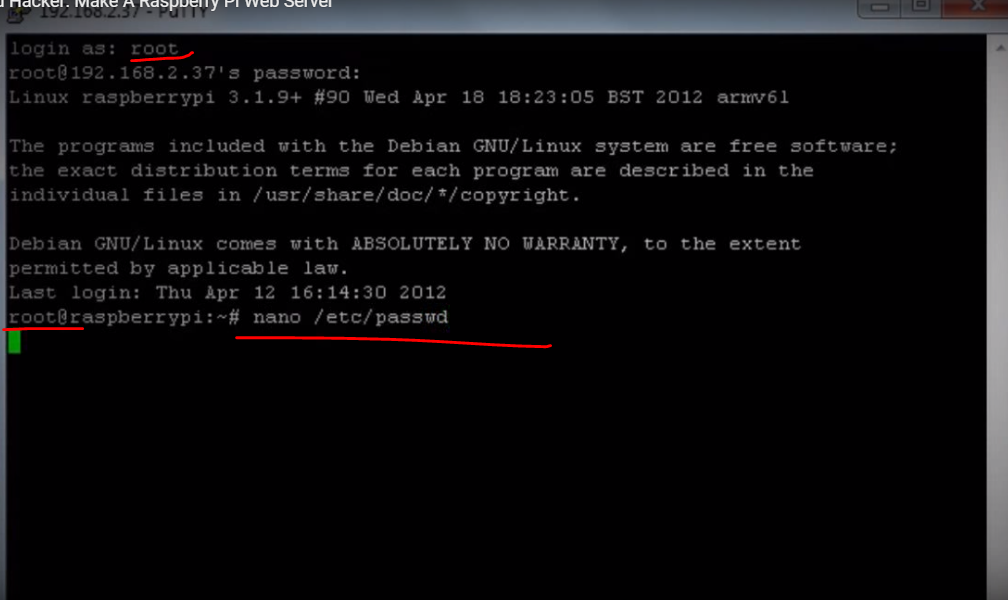 Hacker: Make A Raspberry Pi Web Server
192.168.2.37 - PuTTY
login as: root
root@192.168.2.37's password:
Linux raspberrypi 3.1.9+ #90 Wed Apr 18 18:23:05 BST 2012 armv6l
The programs included with the Debian GNU/Linux system are free software;
the exact distribution terms for each program are described in the
individual files in /usr/share/doc/*/copyright.
Debian GNU/Linux comes with ABSOLUTELY NO WARRANTY, to the extent
permitted by applicable law.
Last login: Thu Apr 12 16:14:30 2012
root@raspberrypi:~# nano /etc/passwd